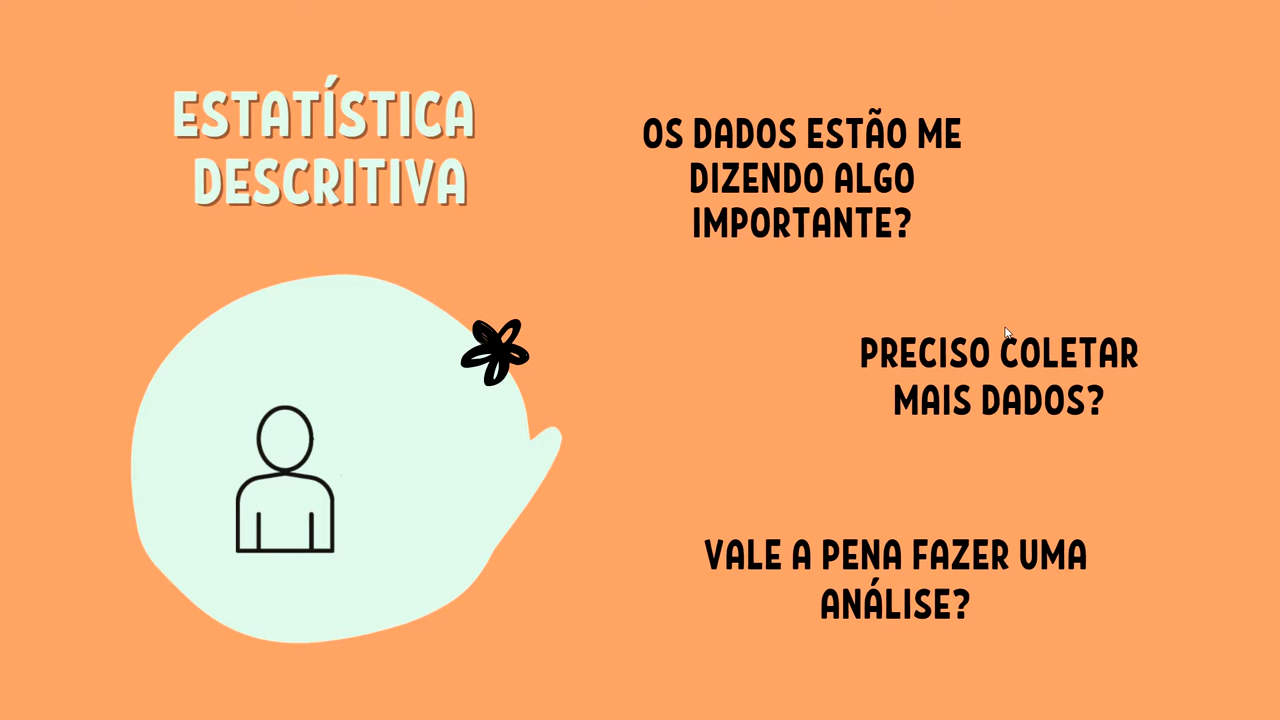 ESTATÍSTICA
DESCRITIVA
OS DADOS ESTÃO ME
DIZENDO ALGO
IMPORTANTE?
PRECISO COLETAR
MAIS DADOS?
VALE A PENA FAZER UMA
ANÁLISE?